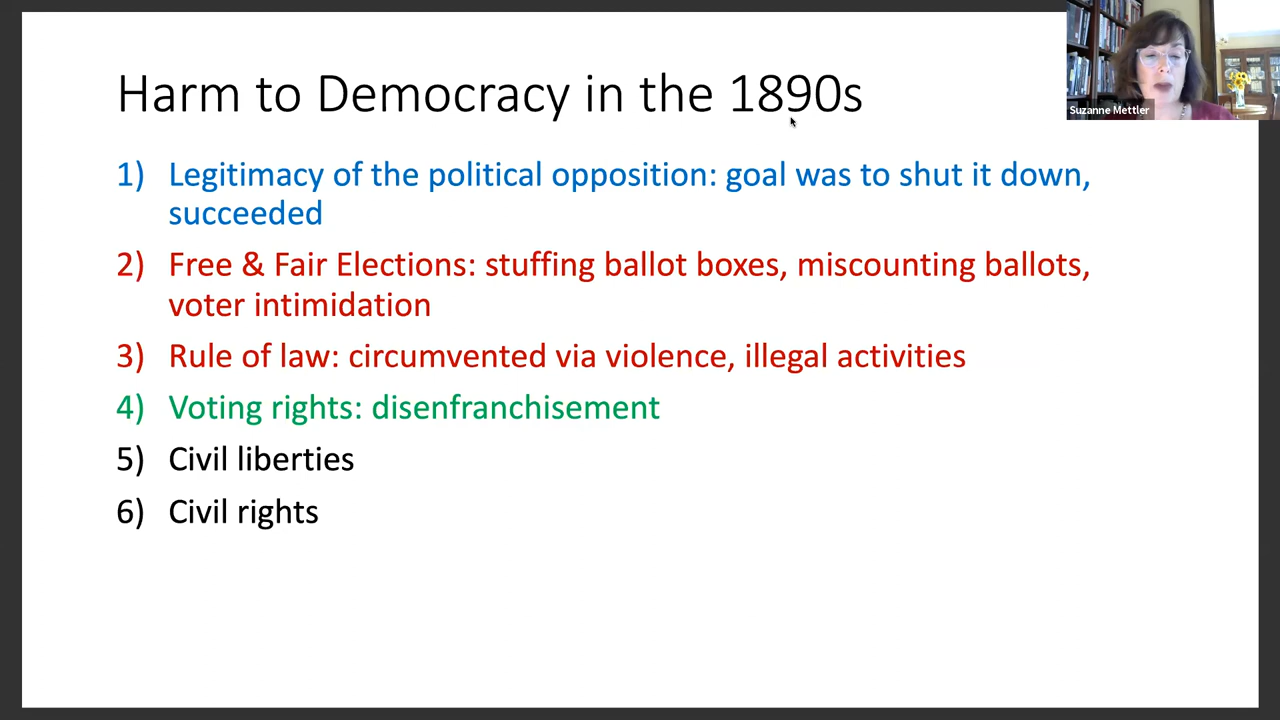 Harm to Democracy in the 1890s
Suzanne Mettler
1) Legitimacy of the political opposition: goal was to shut it down,
succeeded
2) Free & Fair Elections: stuffing ballot boxes, miscounting ballots,
voter intimidation
3) Rule of law: circumvented via violence, illegal activities
4) Voting rights: disenfranchisement
5) Civil liberties
6) Civil rights